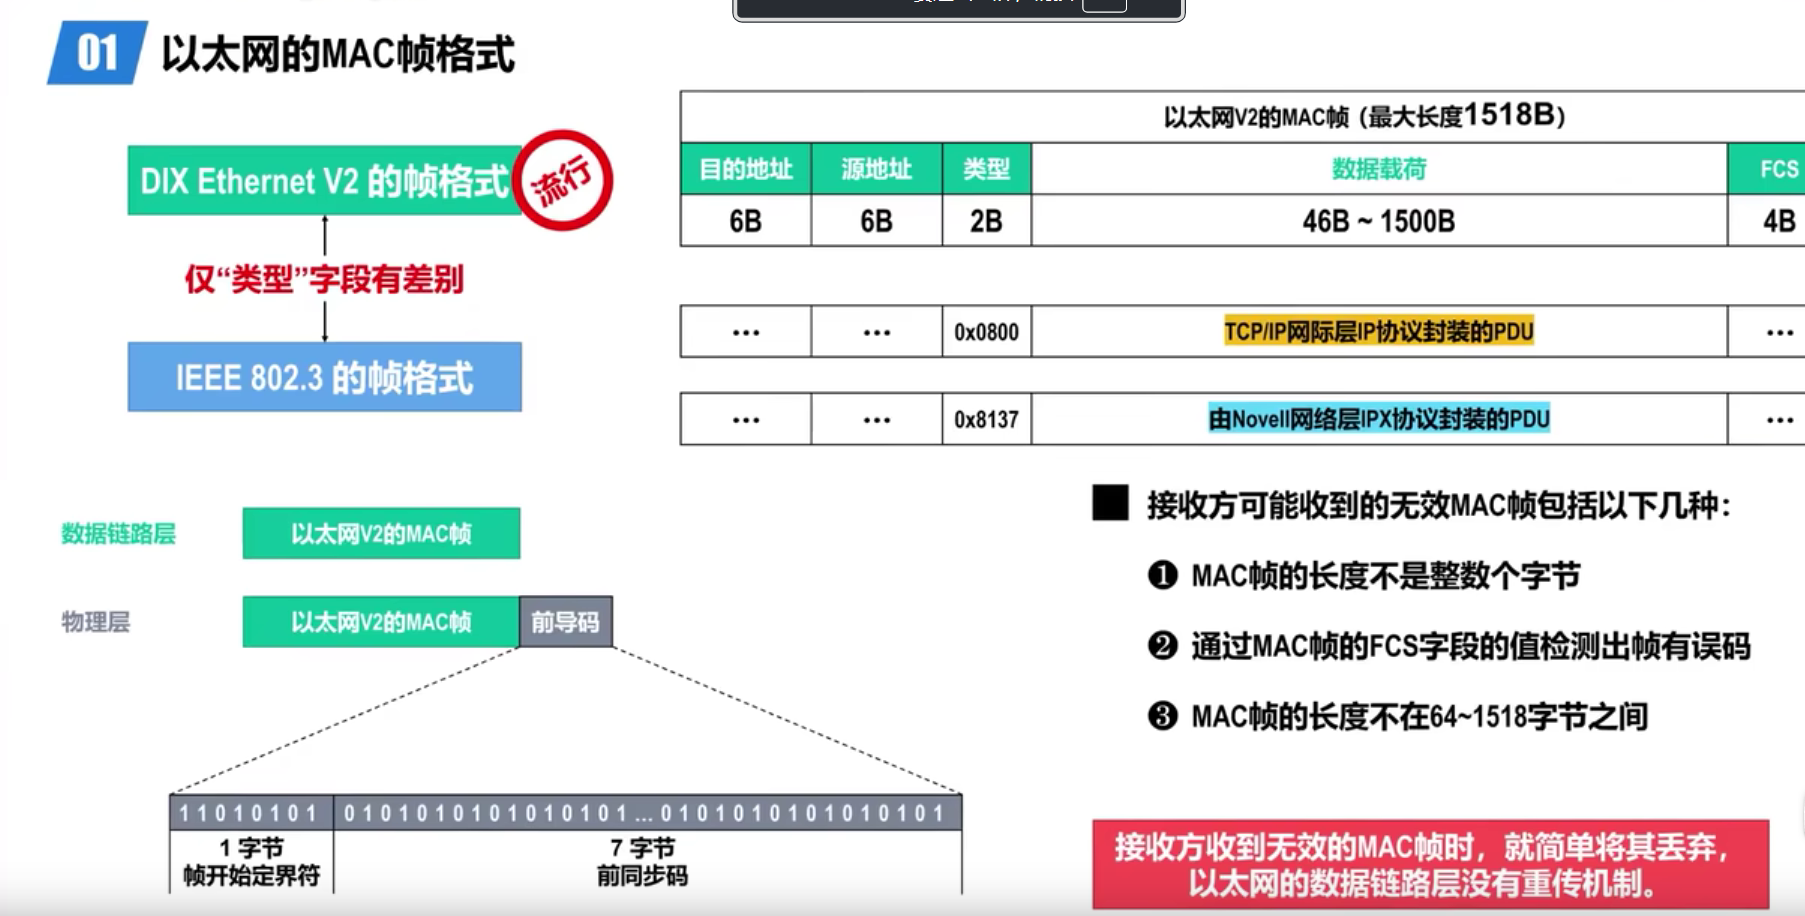 01 以太网的MAC帧格式
DIX Ethernet V2 的帧格式
流行
仅“类型”字段有差别
IEEE 802.3 的帧格式
以太网V2的MAC帧 (最大长度1518B)
目的地址 源地址 类型 数据载荷 FCS
6B 6B 2B 46B ~ 1500B 4B
... ... 0x0800 TCP/IP网际层IP协议封装的PDU ...
... ... 0x8137 由Novell网络层IPX协议封装的PDU ...
数据链路层 以太网V2的MAC帧
物理层 以太网V2的MAC帧 前导码
1 1 0 1 0 1 0 1 0 1 0 1 0 1 0 1 0 1 0 1 0 1 0 1 ... 0 1 0 1 0 1 0 1 0 1 0 1 0 1 0 1
1 字节 7 字节
帧开始定界符 前同步码
接收方可能收到的无效MAC帧包括以下几种：
❶ MAC帧的长度不是整数个字节
❷ 通过MAC帧的FCS字段的值检测出帧有误码
❸ MAC帧的长度不在64~1518字节之间
接收方收到无效的MAC帧时，就简单将其丢弃，
以太网的数据链路层没有重传机制。